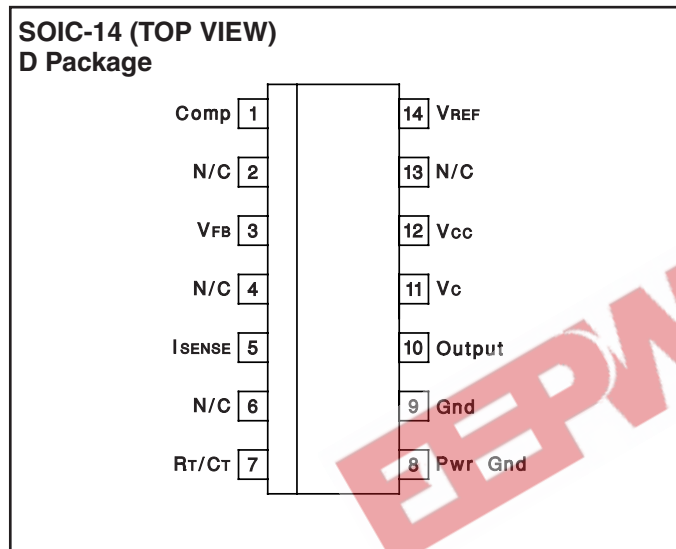 SOIC-14 (TOP VIEW)
D Package
Comp 1
14 VREF
N/C 2
13 N/C
VFB 3
12 VCC
N/C 4
11 VC
ISENSE 5
10 Output
N/C 6
9 Gnd
RT/CT 7
8 Pwr Gnd
EEPW